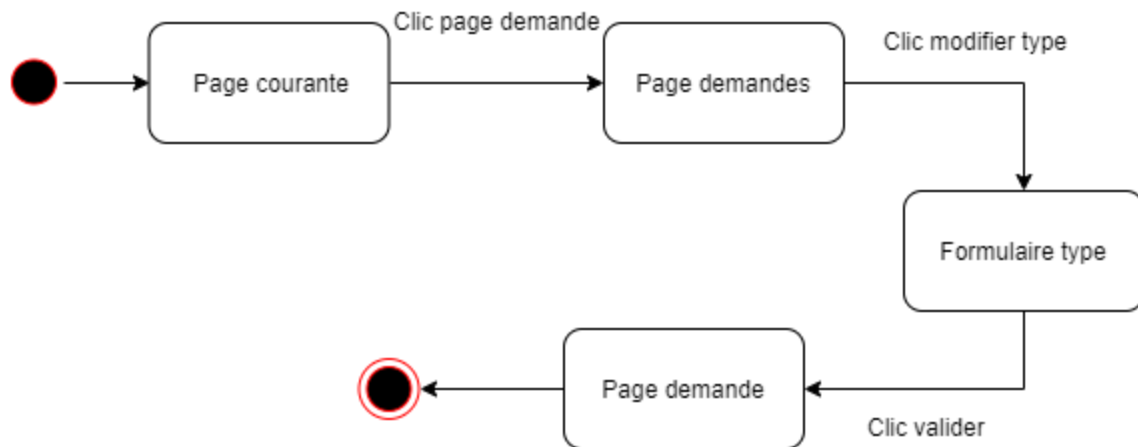 Clic page demande
Clic modifier type
Page courante
Page demandes
Formulaire type
Page demande
Clic valider